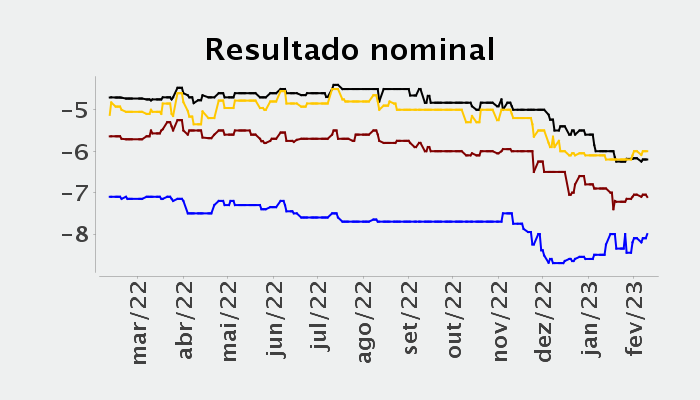 Resultado nominal
−5
−6
−7
−8
mar/22
abr/22
mai/22
jun/22
jul/22
ago/22
set/22
out/22
nov/22
dez/22
jan/23
fev/23